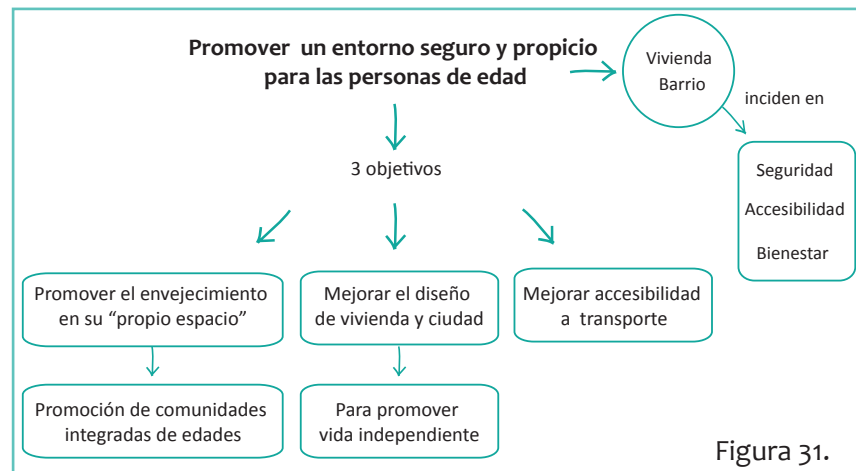 Promover un entorno seguro y propicio
para las personas de edad
Vivienda
Barrio
inciden en
Seguridad
Accesibilidad
Bienestar
3 objetivos
Promover el envejecimiento
en su “propio espacio”
Mejorar el diseño
de vivienda y ciudad
Mejorar accesibilidad
a transporte
Promoción de comunidades
integradas de edades
Para promover
vida independiente
Figura 31.